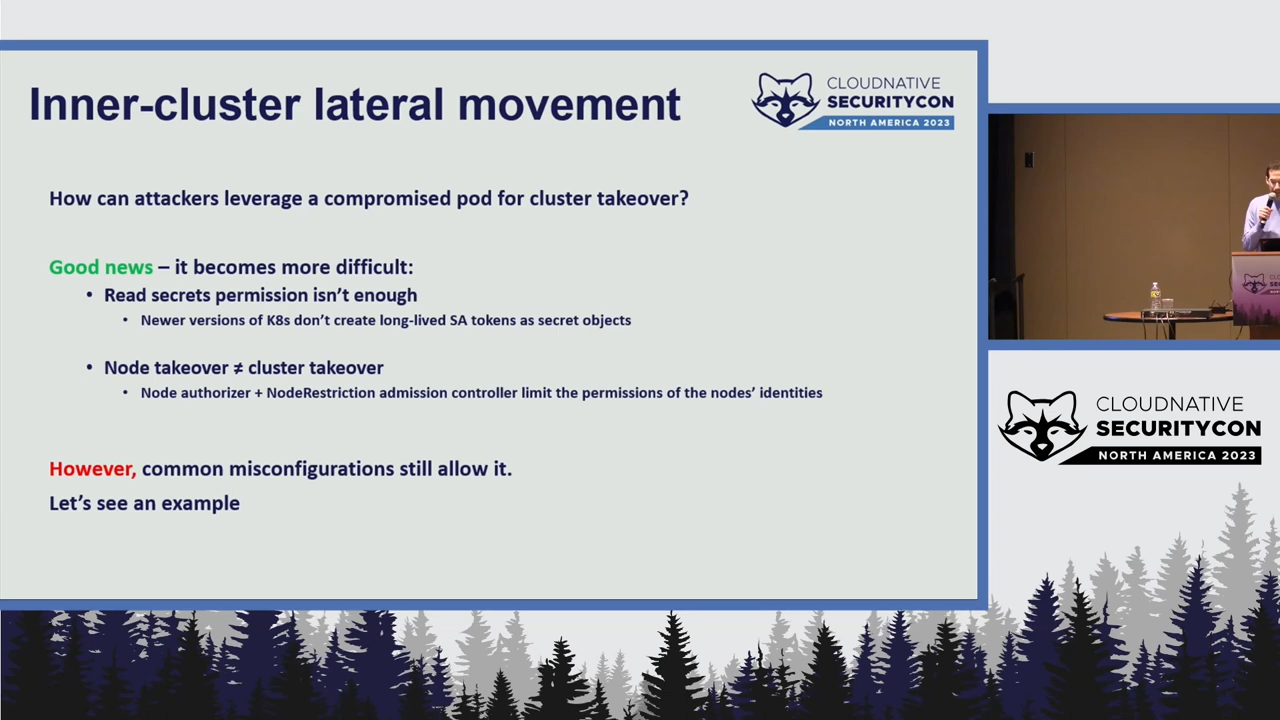 Inner-cluster lateral movement
CLOUDNATIVE
SECURITYCON
NORTH AMERICA 2023
How can attackers leverage a compromised pod for cluster takeover?
Good news – it becomes more difficult:
• Read secrets permission isn’t enough
• Newer versions of K8s don’t create long-lived SA tokens as secret objects
• Node takeover ≠ cluster takeover
• Node authorizer + NodeRestriction admission controller limit the permissions of the nodes’ identities
However, common misconfigurations still allow it.
Let’s see an example
CLOUDNATIVE
SECURITYCON
NORTH AMERICA 2023